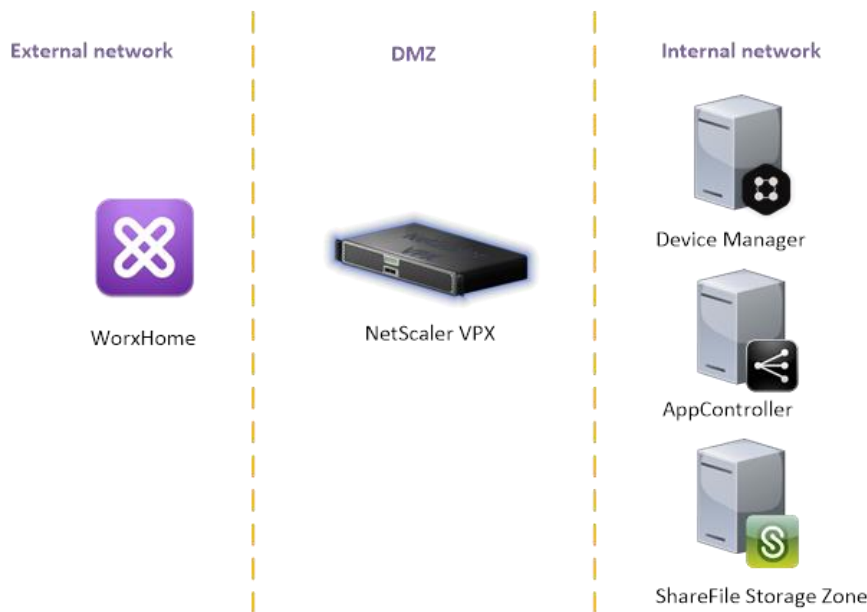 External network
DMZ
Internal network
Device Manager
WorxHome
NetScaler VPX
AppController
ShareFile Storage Zone